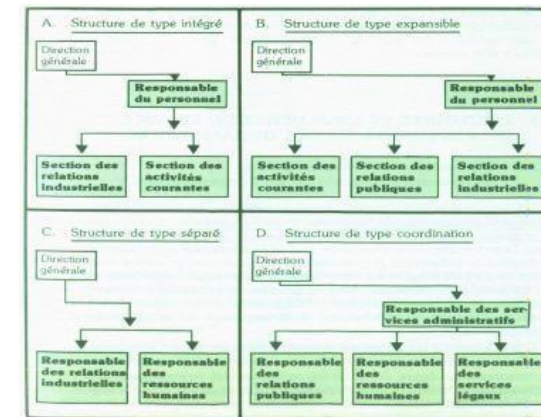 A. Structure de type intégré
Direction
générale
Responsable
du personnel
Section des
relations
industrielles
Section des
activités
courantes
B. Structure de type expansible
Direction
générale
Responsable
du personnel
Section des
activités
courantes
Section des
relations
publiques
Section des
relations
industrielles
C. Structure de type séparé
Direction
générale
Responsable
des relations
industrielles
Responsable
des
ressources
humaines
D. Structure de type coordination
Direction
générale
Responsable des ser-
vices administratifs
Responsable
des
relations
publiques
Responsable
des
ressources
humaines
Responsable
des
services
légaux